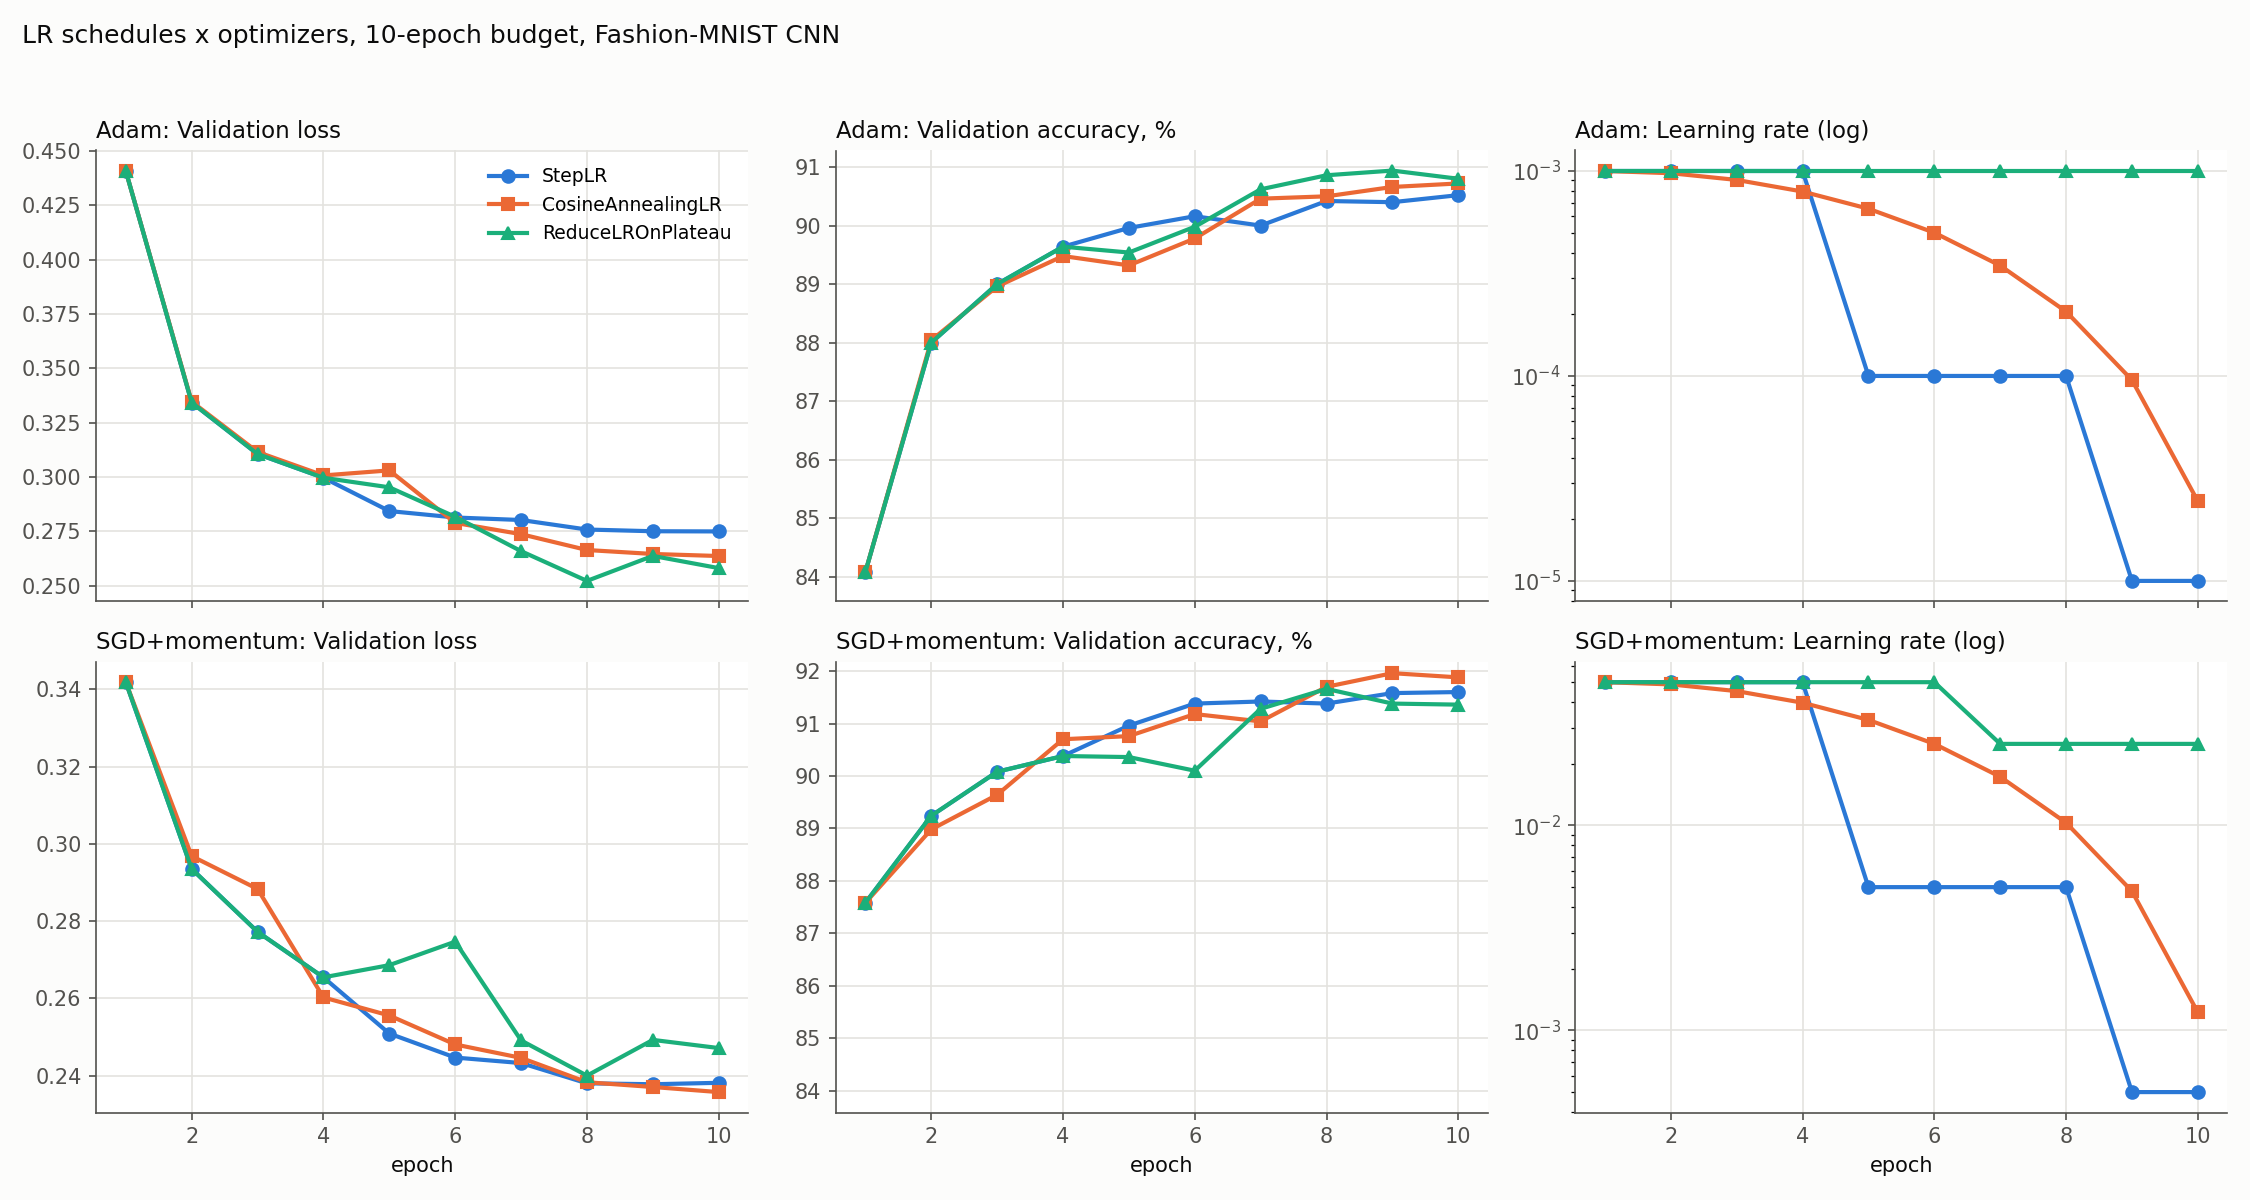 LR schedules x optimizers, 10-epoch budget, Fashion-MNIST CNN
Adam: Validation loss
0.450
0.425
0.400
0.375
0.350
0.325
0.300
0.275
0.250
StepLR
CosineAnnealingLR
ReduceLROnPlateau
Adam: Validation accuracy, %
91
90
89
88
87
86
85
84
Adam: Learning rate (log)
10⁻³
10⁻⁴
10⁻⁵
SGD+momentum: Validation loss
0.34
0.32
0.30
0.28
0.26
0.24
2 4 6 8 10
epoch
SGD+momentum: Validation accuracy, %
92
91
90
89
88
87
86
85
84
2 4 6 8 10
epoch
SGD+momentum: Learning rate (log)
10⁻²
10⁻³
2 4 6 8 10
epoch